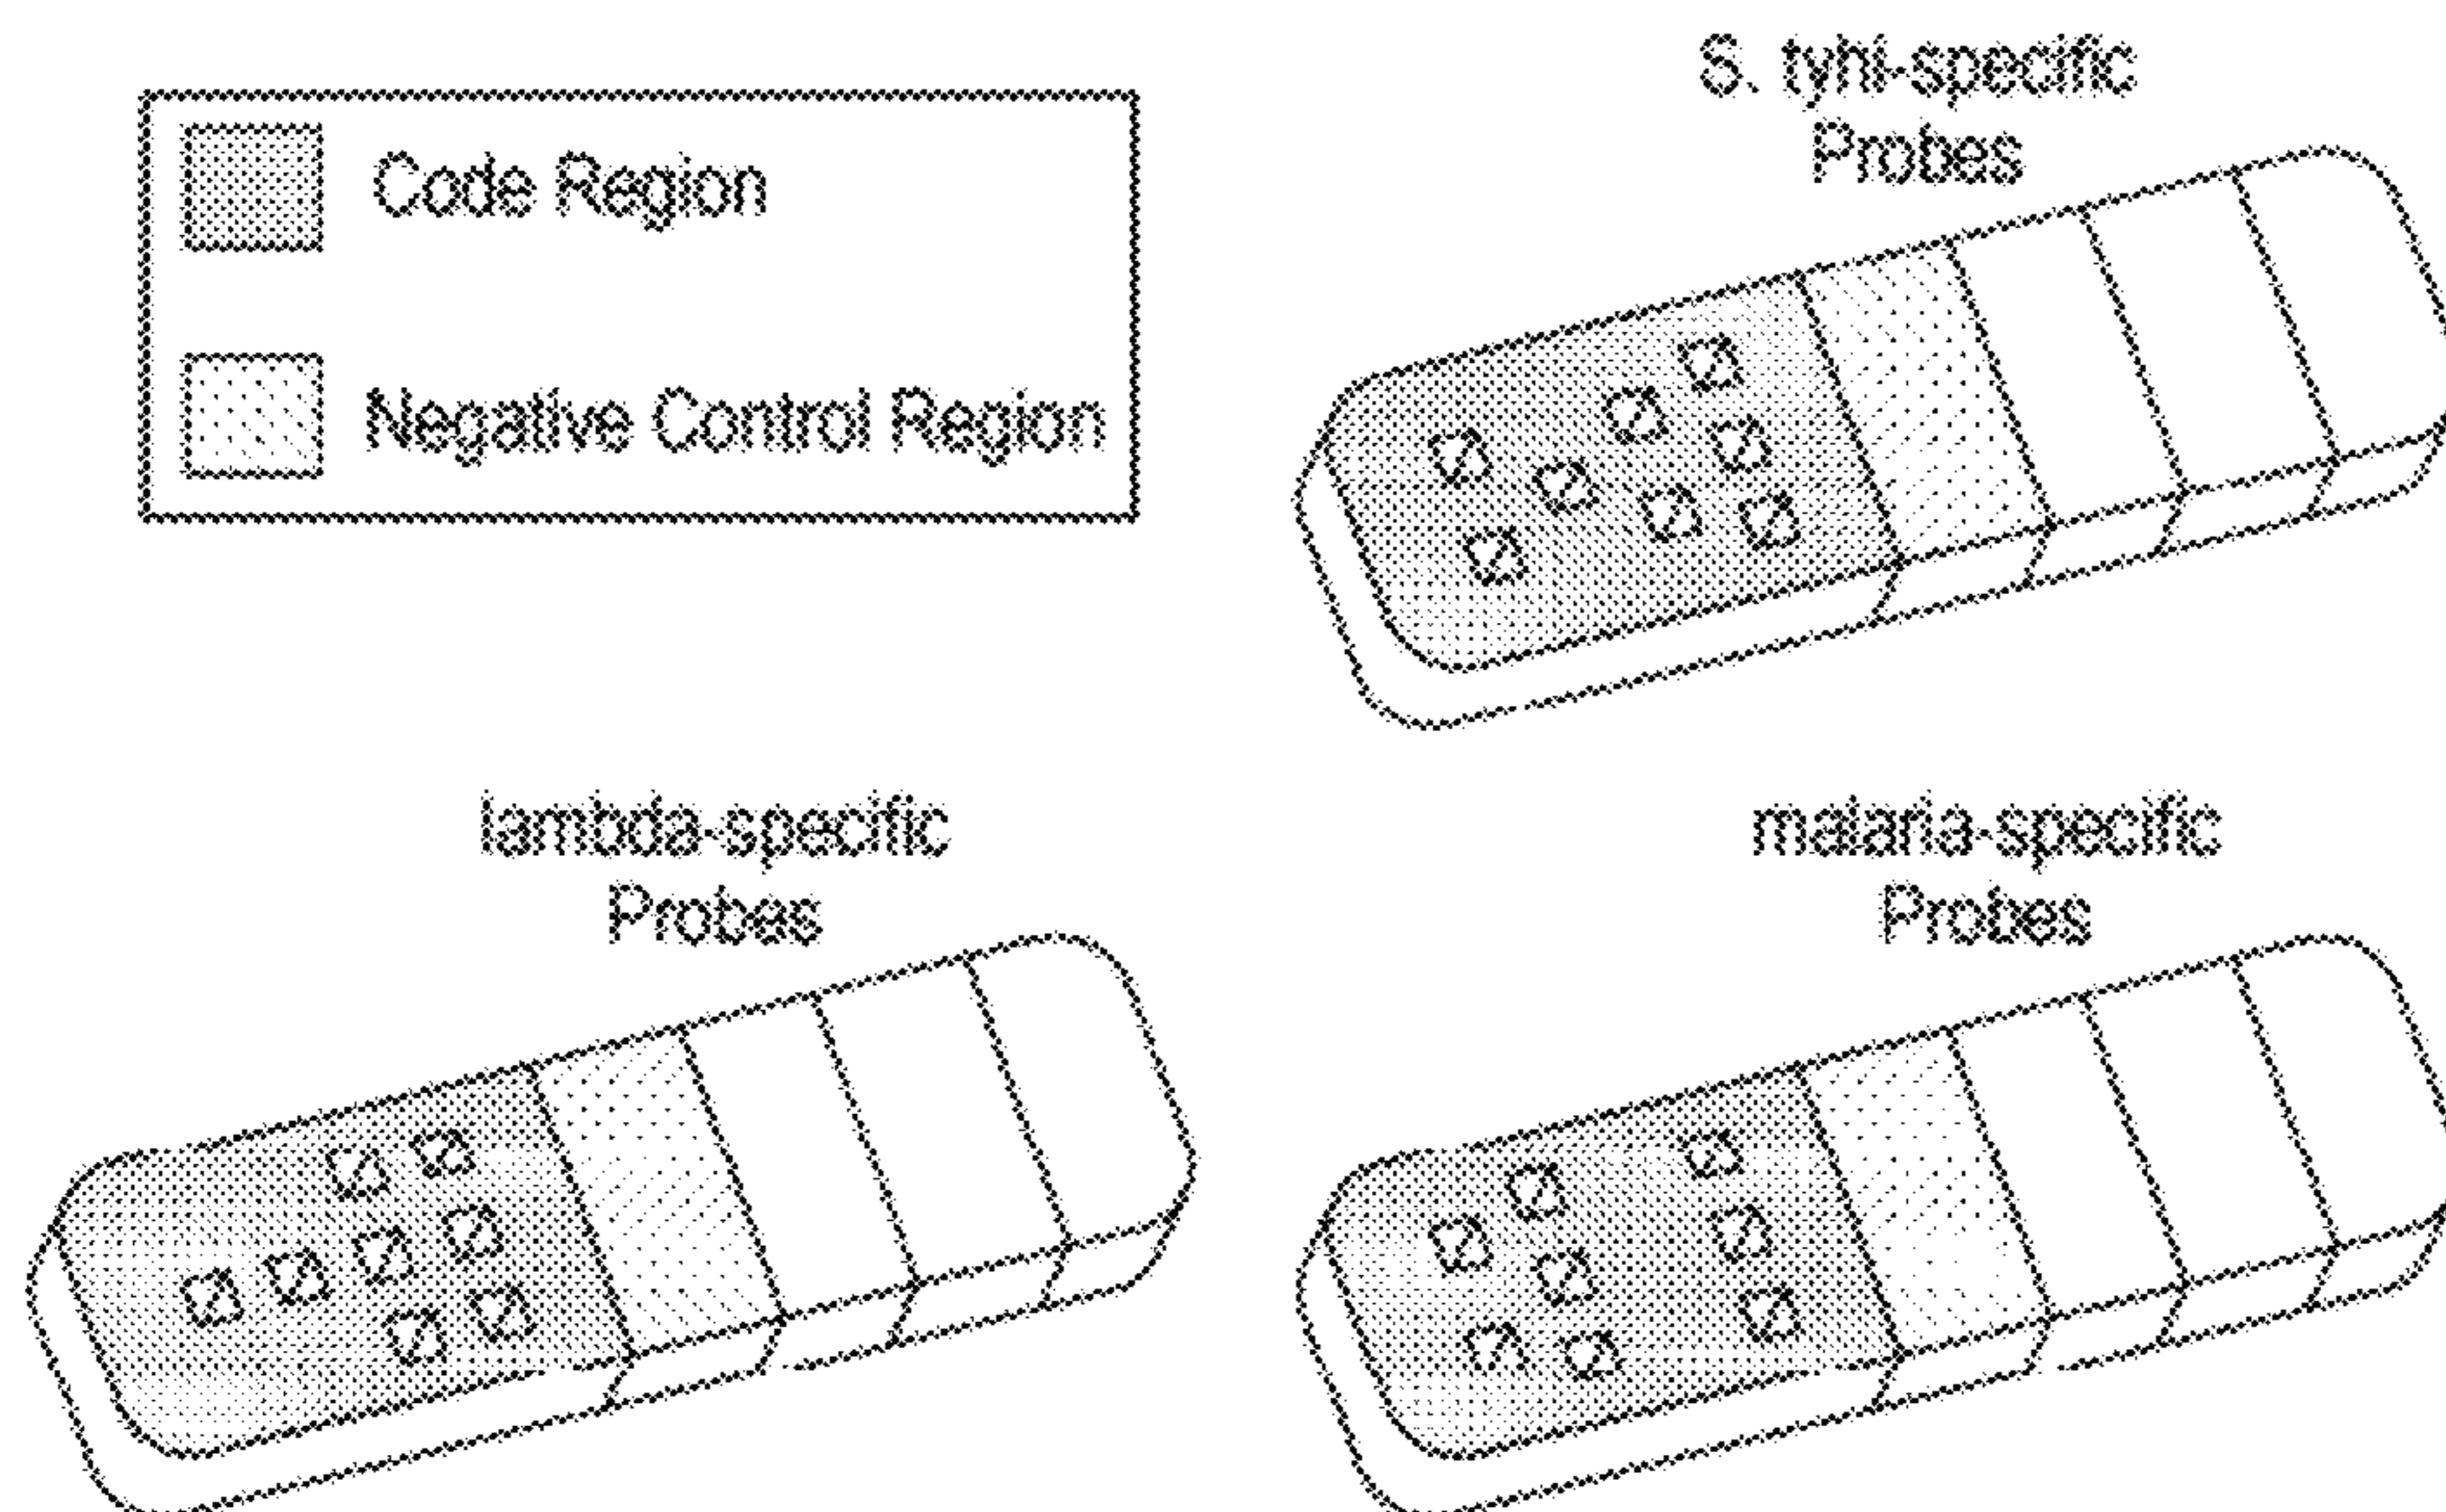 S. tyhi-specific
Probes
Code Region
Negative Control Region
lambda-specific
Probes
malaria-specific
Probes